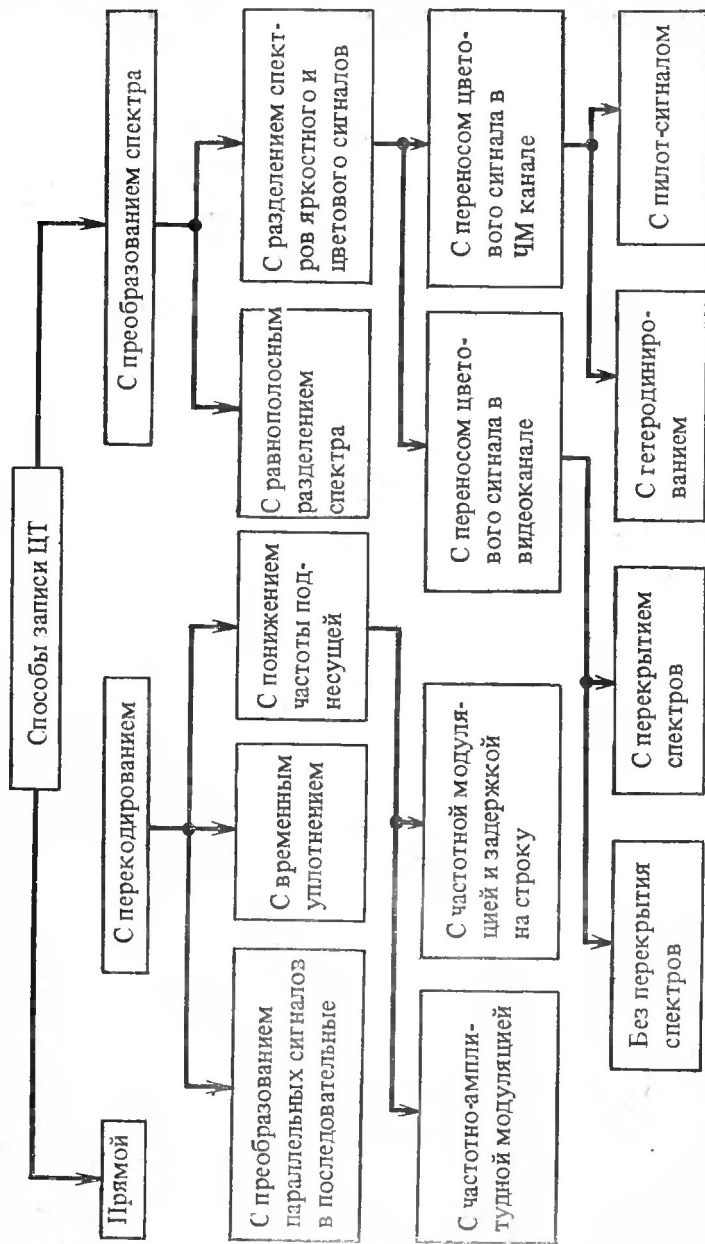 Способы записи ЦТ
Прямой
С перекодированием
С преобразованием спектра
С преобразованием
параллельных сигналов
в последовательные
С временным
уплотнением
С понижением
частоты под-
несущей
С равнополосным
разделением
спектра
С разделением спект-
ров яркостного и
цветового сигналов
С частотно-ампли-
тудной модуляцией
С частотной модуля-
цией и задержкой
на строку
С переносом цвето-
вого сигнала в
видеоканале
С переносом цвето-
вого сигнала в
ЧМ канале
Без перекрытия
спектров
С перекрытием
спектров
С гетеродиниро-
ванием
С пилот-сигналом